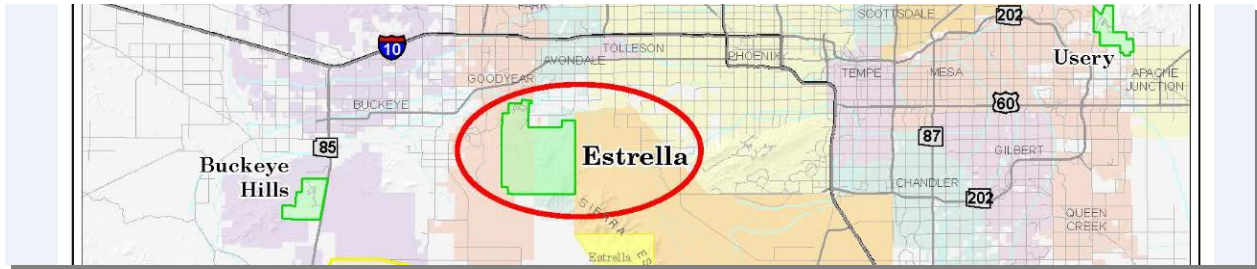 PARK
SCOTTSDALE
202
10
TOLLESON
Usery
AVONDALE
PHOENIX
GOODYEAR
TEMPE
MESA
APACHE
JUNCTION
BUCKEYE
60
85
87
Buckeye
Hills
Estrella
GILBERT
CHANDLER
202
SIERRA
QUEEN
CREEK
Estrella
ES